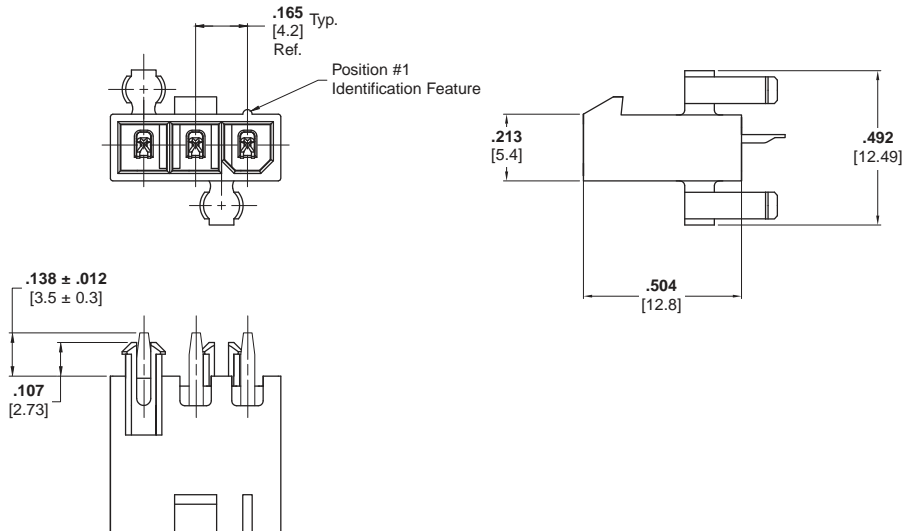 .165 Typ.
[4.2]
Ref.
Position #1
Identification Feature
.213
[5.4]
.492
[12.49]
.504
[12.8]
.138 ± .012
[3.5 ± 0.3]
.107
[2.73]